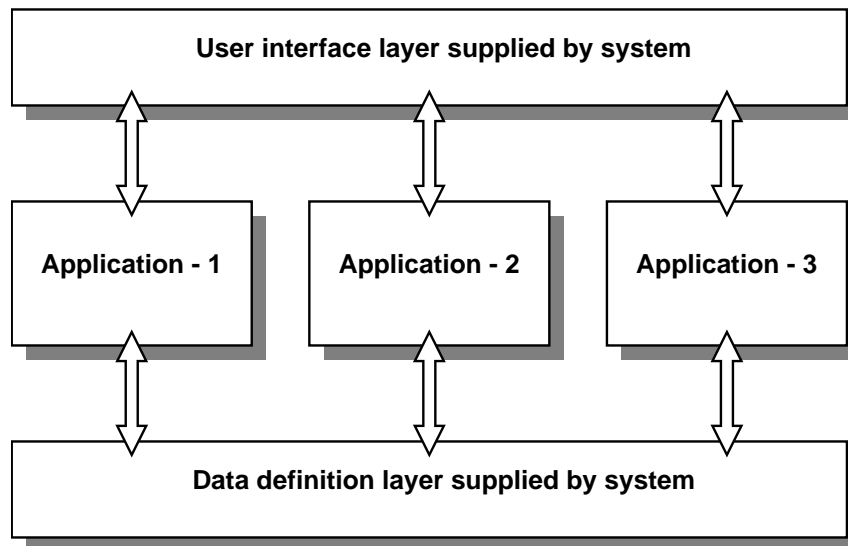 User interface layer supplied by system
Application - 1
Application - 2
Application - 3
Data definition layer supplied by system